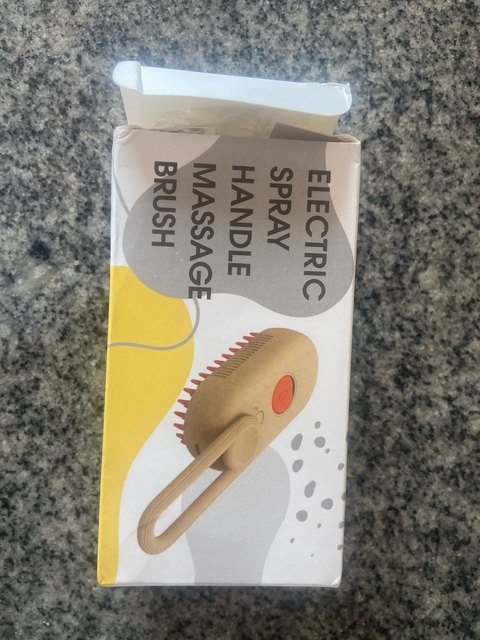 ELECTRIC
SPRAY
HANDLE
MASSAGE
BRUSH